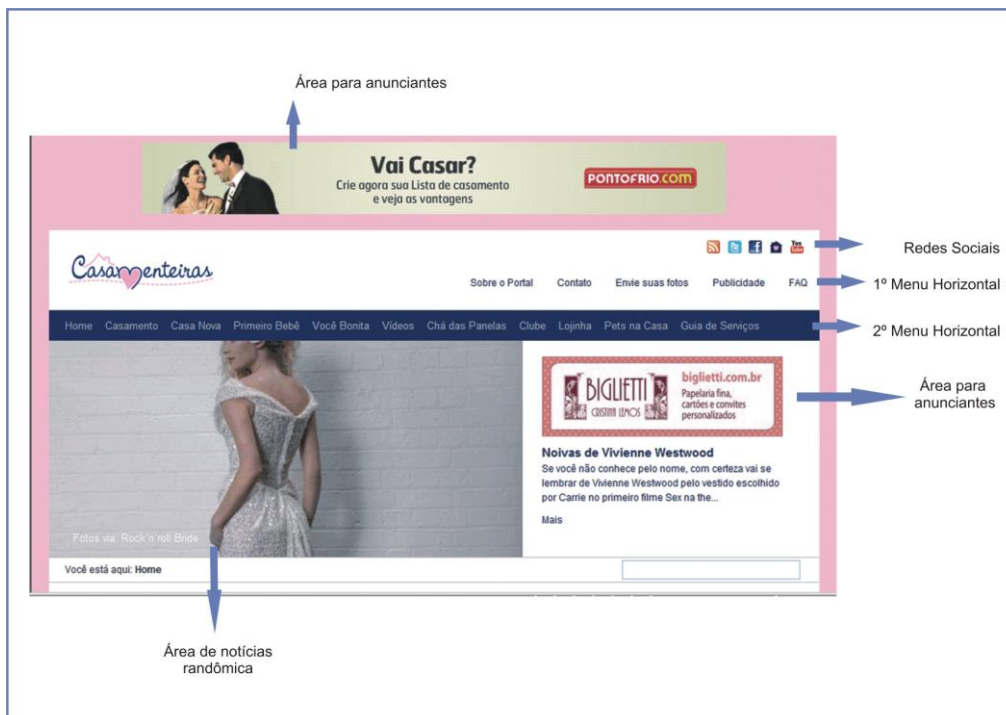 Área para anunciantes
Vai Casar?
Crie agora sua Lista de casamento
e veja as vantagens
PONTOFRIO.COM
You
Tube
Redes Sociais
Casamenteiras
Sobre o Portal Contato Envie suas fotos Publicidade FAQ
1º Menu Horizontal
Home Casamento Casa Nova Primeiro Bebê Você Bonita Vídeos Chá das Panelas Clube Lojinha Pets na Casa Guia de Serviços
2º Menu Horizontal
BIGLIETTI
CRISTINA LEMOS
biglietti.com.br
Papelaria fina,
cartões e convites
personalizados
Área para
anunciantes
Noivas de Vivienne Westwood
Se você não conhece pelo nome, com certeza vai se
lembrar de Vivienne Westwood pelo vestido escolhido
por Carrie no primeiro filme Sex na the...
Mais
Fotos via: Rock´n roll Bride
Você está aqui: Home
Área de notícias
randômica